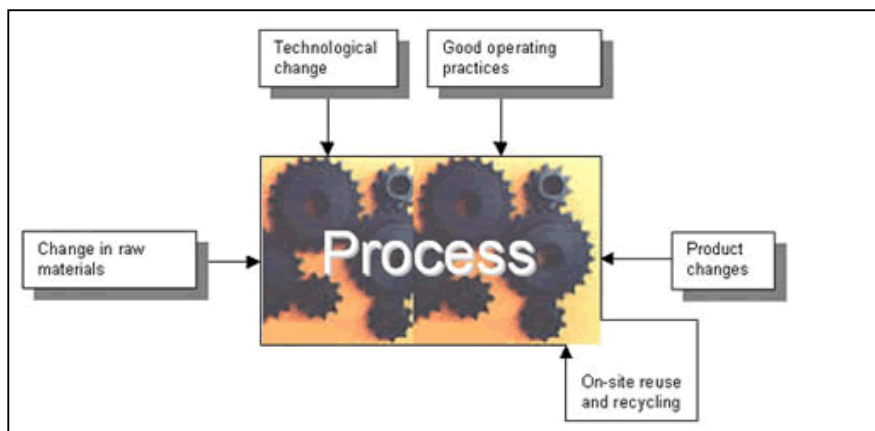 Technological
change
Good operating
practices
Change in raw
materials
Process
Product
changes
On-site reuse
and recycling